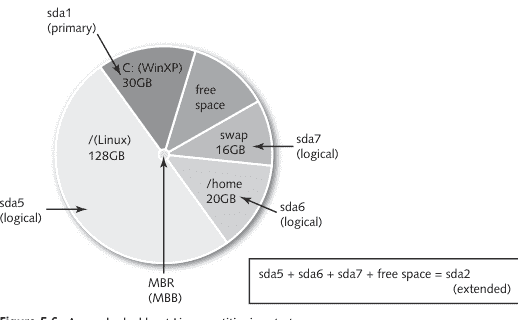 sda1
(primary)
C: (WinXP)
30GB
free
space
swap
16GB
sda7
(logical)
/(Linux)
128GB
/home
20GB
sda5
(logical)
sda6
(logical)
MBR
(MBB)
sda5 + sda6 + sda7 + free space = sda2
(extended)